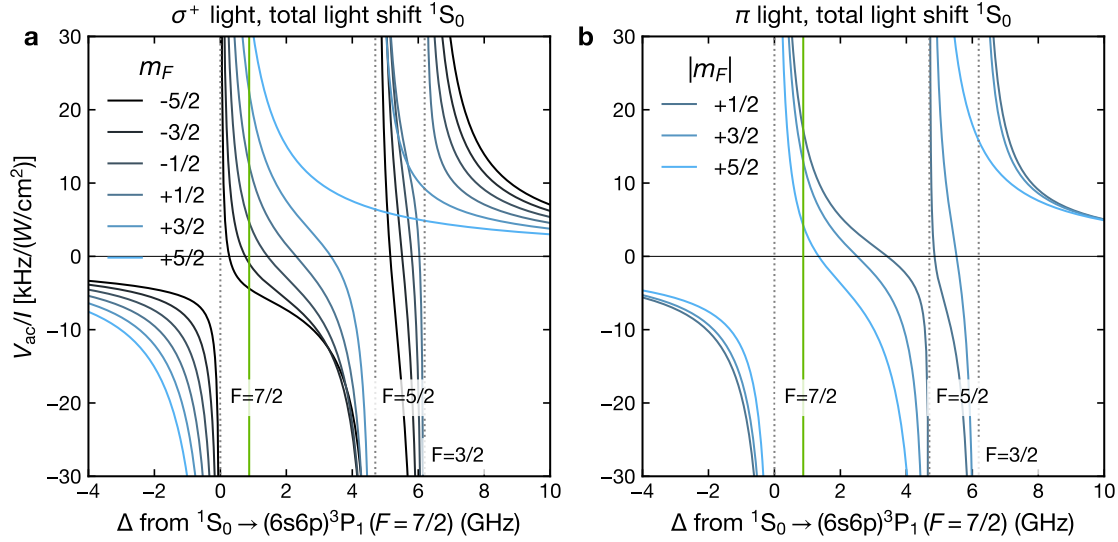 σ⁺ light, total light shift ¹S₀
a
30
20
10
0
−10
−20
−30
V_ac/I [kHz/(W/cm²)]
m_F
-5/2
-3/2
-1/2
+1/2
+3/2
+5/2
F=7/2
F=5/2
F=3/2
−4 −2 0 2 4 6 8 10
Δ from ¹S₀ → (6s6p)³P₁ (F = 7/2) (GHz)
π light, total light shift ¹S₀
b
30
20
10
0
−10
−20
−30
|m_F|
+1/2
+3/2
+5/2
F=7/2
F=5/2
F=3/2
−4 −2 0 2 4 6 8 10
Δ from ¹S₀ → (6s6p)³P₁ (F = 7/2) (GHz)